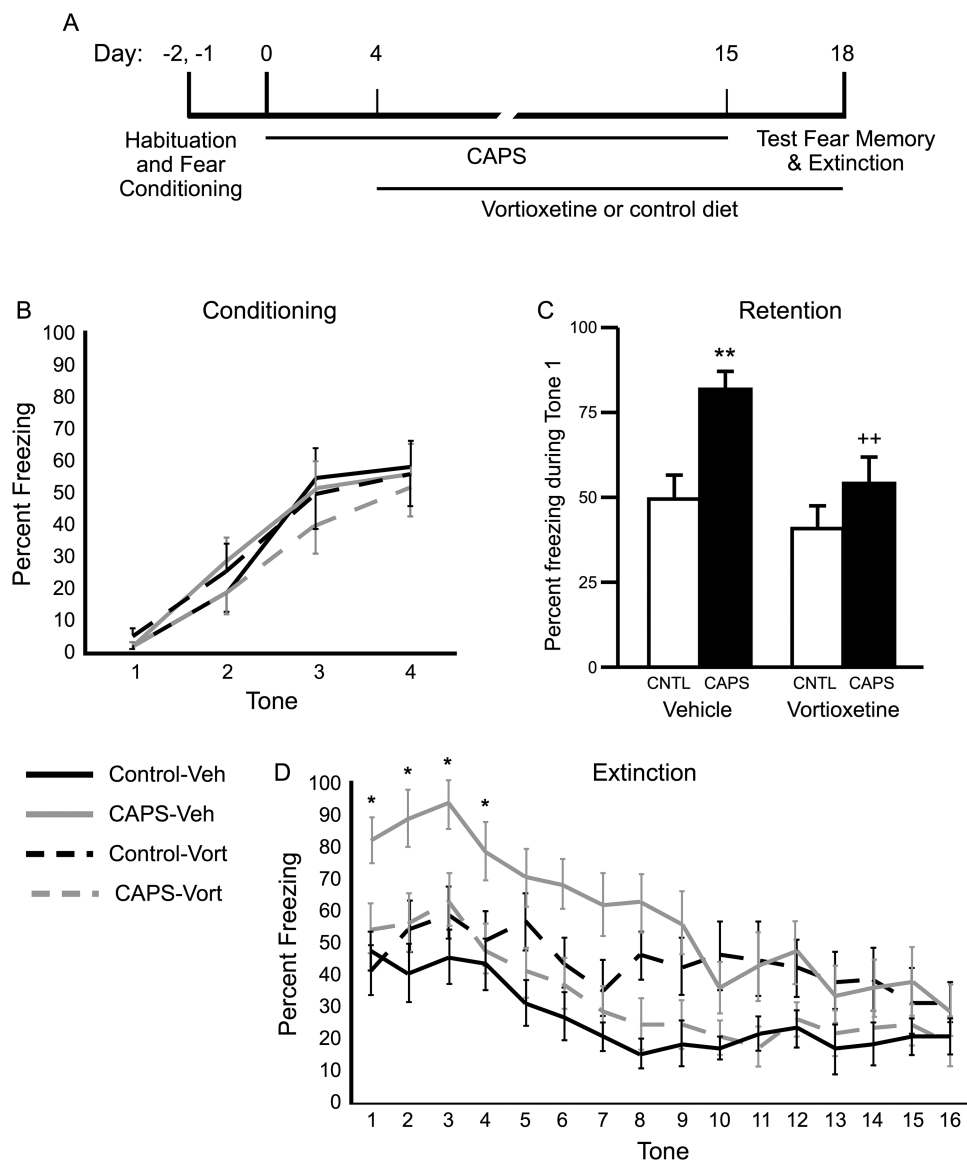 A
Day: -2, -1 0 4 15 18
Habituation
and Fear
Conditioning
CAPS
Test Fear Memory
& Extinction
Vortioxetine or control diet
B
Conditioning
Percent Freezing
100
90
80
70
60
50
40
30
20
10
0
1 2 3 4
Tone
C
Retention
Percent freezing during Tone 1
100
75
50
25
0
**
++
CNTL CAPS CNTL CAPS
Vehicle Vortioxetine
Control-Veh
CAPS-Veh
Control-Vort
CAPS-Vort
D
Extinction
Percent Freezing
100
90
80
70
60
50
40
30
20
10
0
* * * *
1 2 3 4 5 6 7 8 9 10 11 12 13 14 15 16
Tone